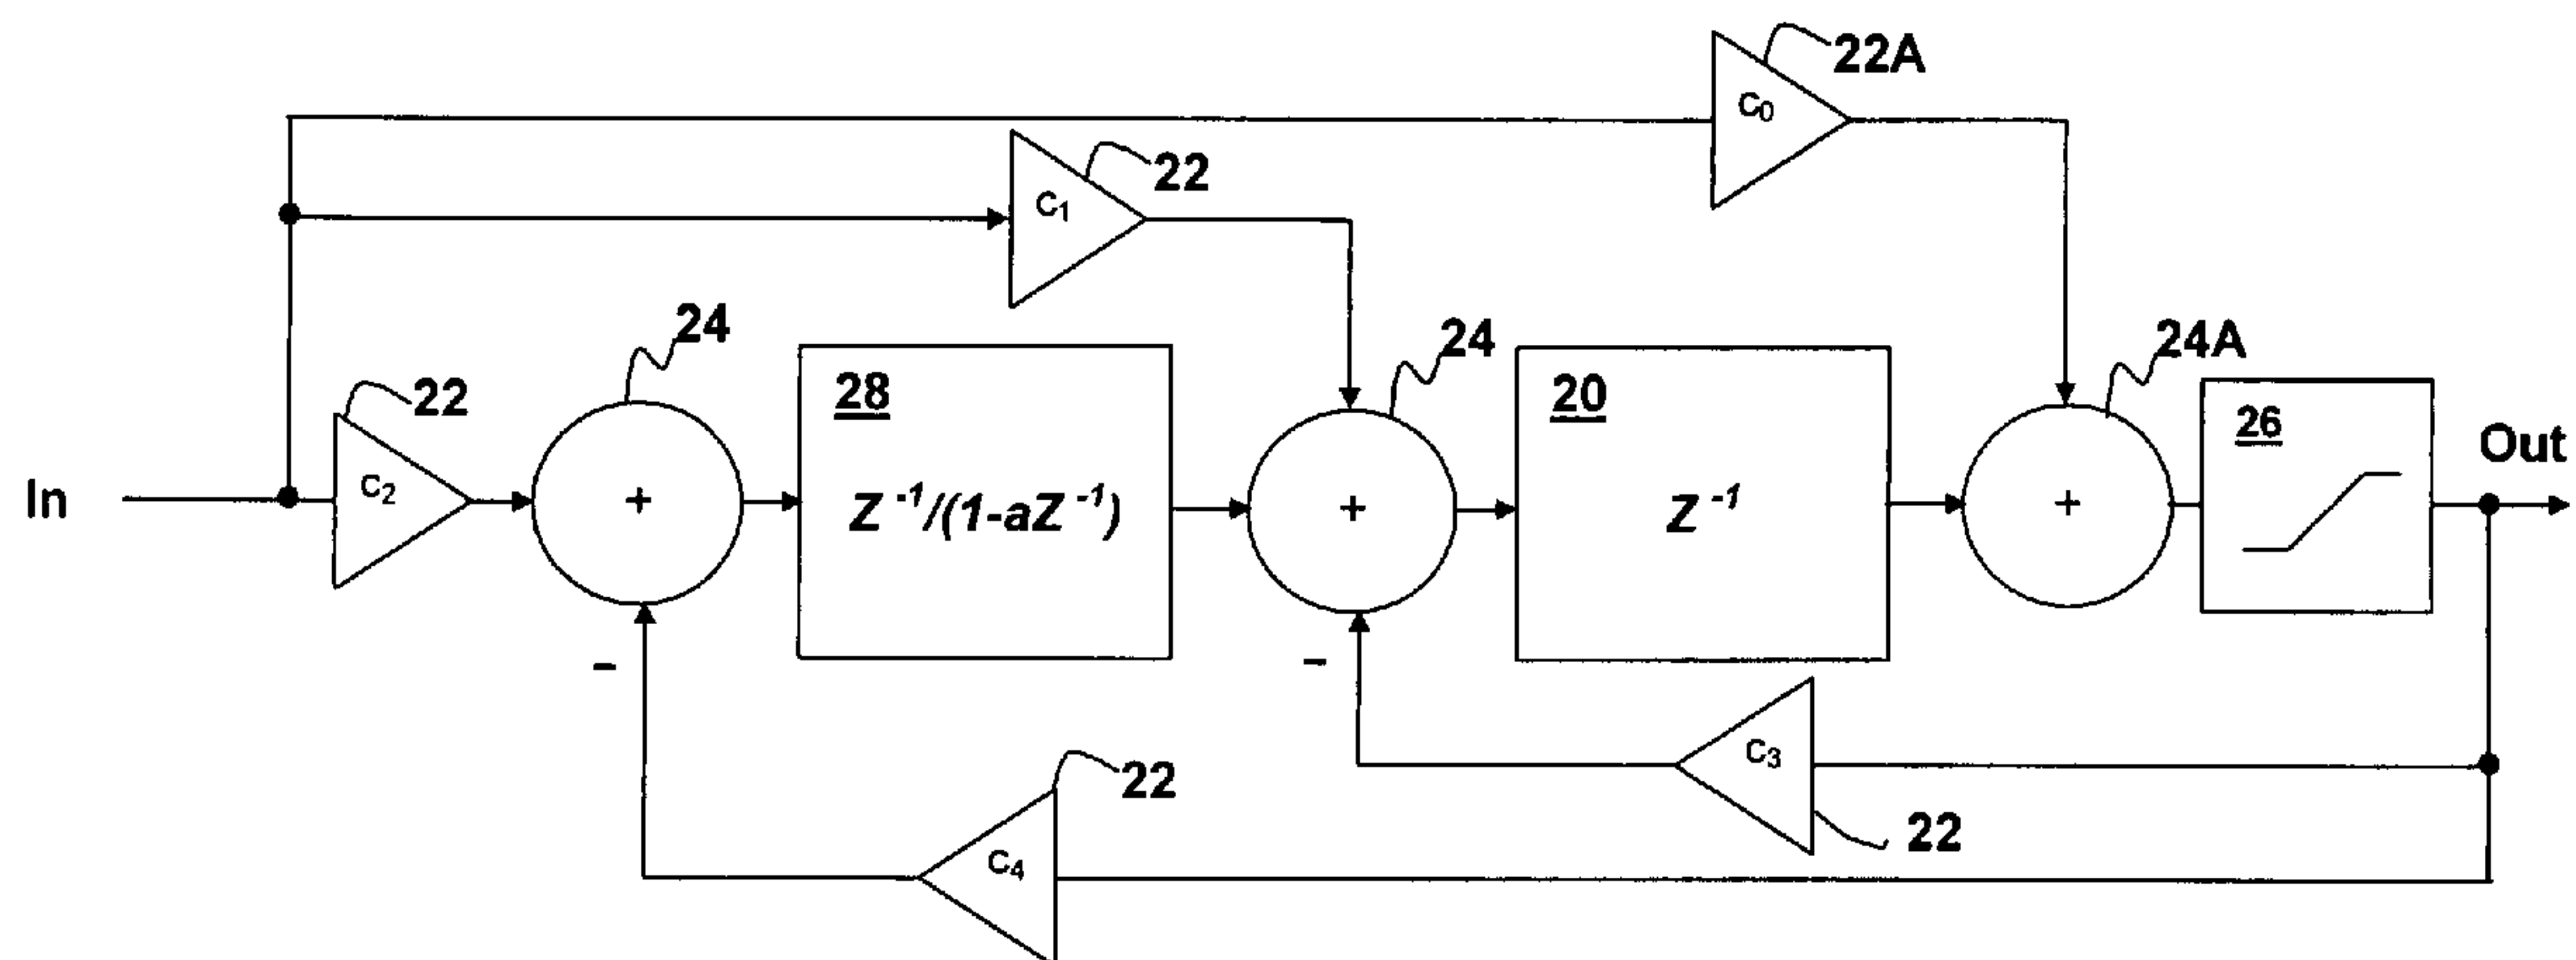 22A
C0
22
C1
24
24
24A
22
28
20
26
Out
In
C2
+
Z -1/(1-aZ -1)
+
Z -1
+
–
–
C3
22
22
C4